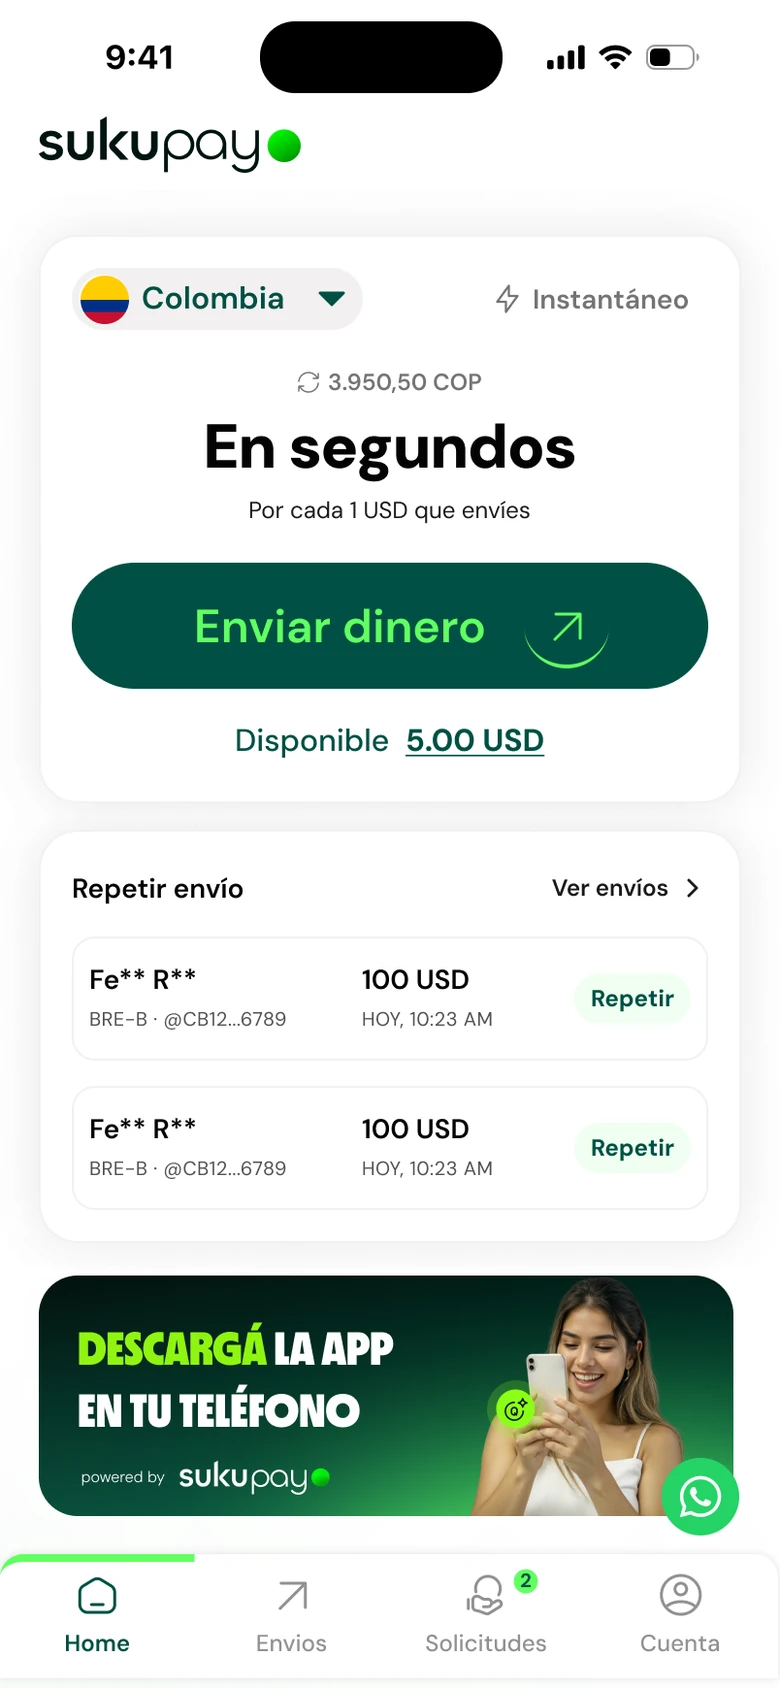 9:41
sukupay
Colombia
Instantáneo
3.950,50 COP
En segundos
Por cada 1 USD que envíes
Enviar dinero
Disponible 5.00 USD
Repetir envío
Ver envíos
Fe** R**
100 USD
BRE-B · @CB12...6789
HOY, 10:23 AM
Repetir
Fe** R**
100 USD
BRE-B · @CB12...6789
HOY, 10:23 AM
Repetir
DESCARGÁ LA APP
EN TU TELÉFONO
powered by sukupay
2
Home
Envios
Solicitudes
Cuenta